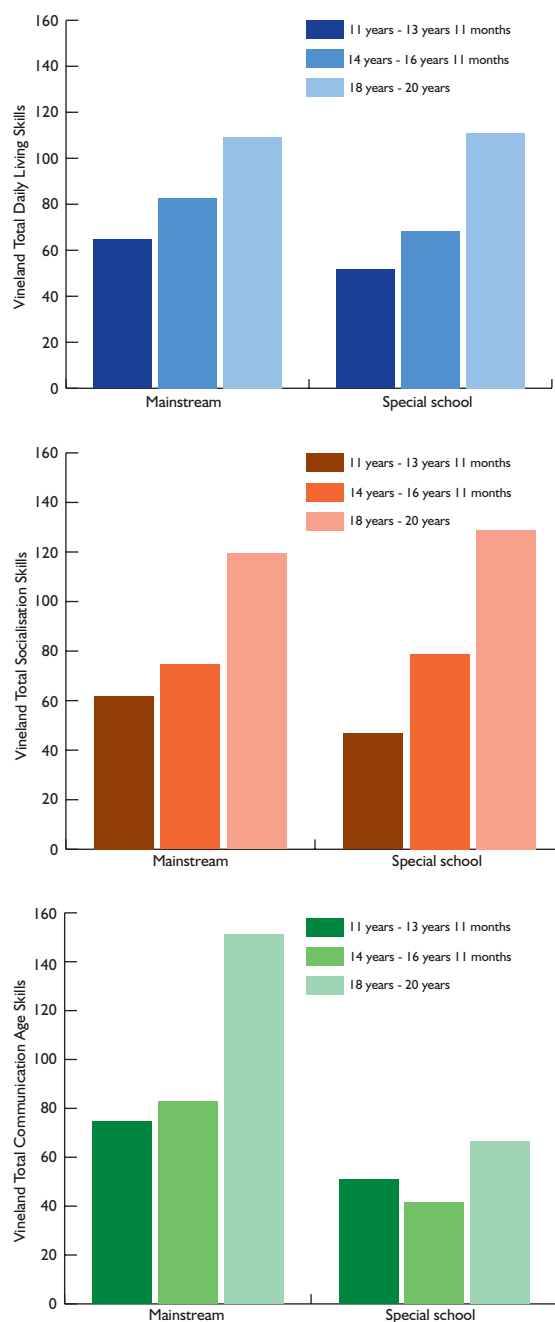 160
140
120
100
80
60
40
20
0
Vineland Total Daily Living Skills
11 years - 13 years 11 months
14 years - 16 years 11 months
18 years - 20 years
Mainstream
Special school
160
140
120
100
80
60
40
20
0
Vineland Total Socialisation Skills
11 years - 13 years 11 months
14 years - 16 years 11 months
18 years - 20 years
Mainstream
Special school
160
140
120
100
80
60
40
20
0
Vineland Total Communication Age Skills
11 years - 13 years 11 months
14 years - 16 years 11 months
18 years - 20 years
Mainstream
Special school